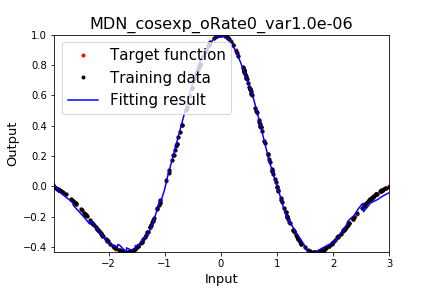 MDN_cosexp_oRate0_var1.0e-06
Target function
Training data
Fitting result
Output
1.0
0.8
0.6
0.4
0.2
0.0
−0.2
−0.4
−2
−1
0
1
2
3
Input